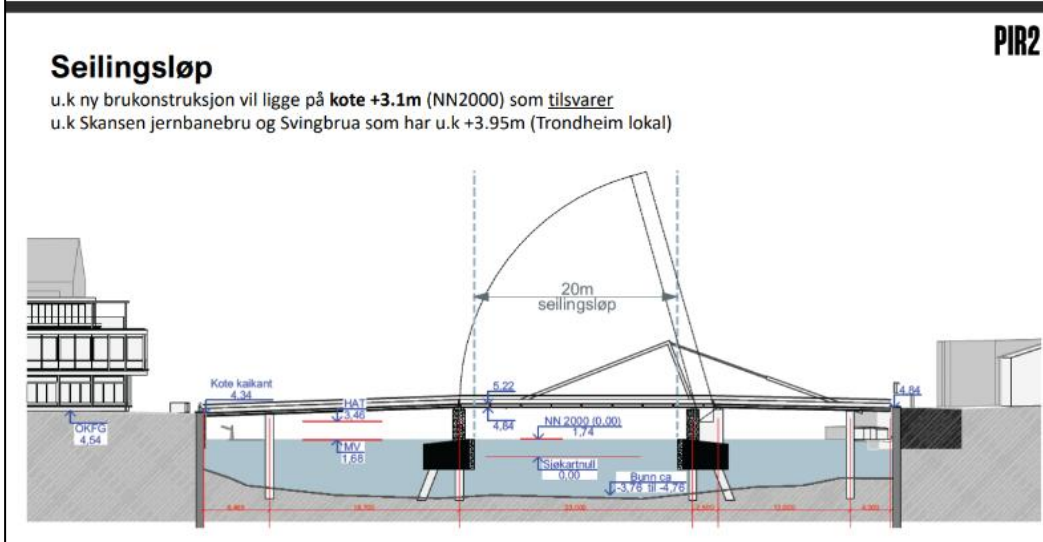 PIR2
Seilingsløp
u.k ny brukonstruksjon vil ligge på kote +3.1m (NN2000) som tilsvarer
u.k Skansen jernbanebru og Svingbrua som har u.k +3.95m (Trondheim lokal)
20m
seilingsløp
Kote kaikant
4,34
HAT
3,46
5,22
4,84
4,84
OKFG
4,54
MV
1,68
NN 2000 (0,00)
1,74
Sjøkartnull
0,00
Bunn ca
-3,76 til -4,76